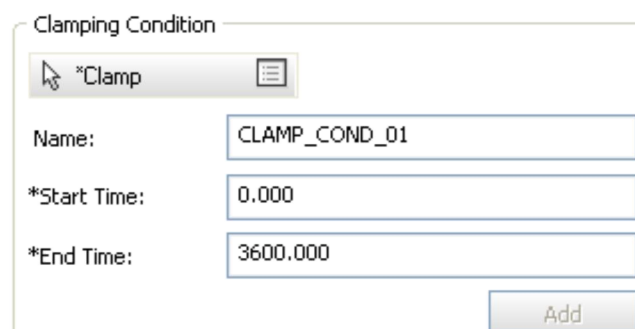 Clamping Condition
*Clamp
Name: CLAMP_COND_01
*Start Time: 0.000
*End Time: 3600.000
Add